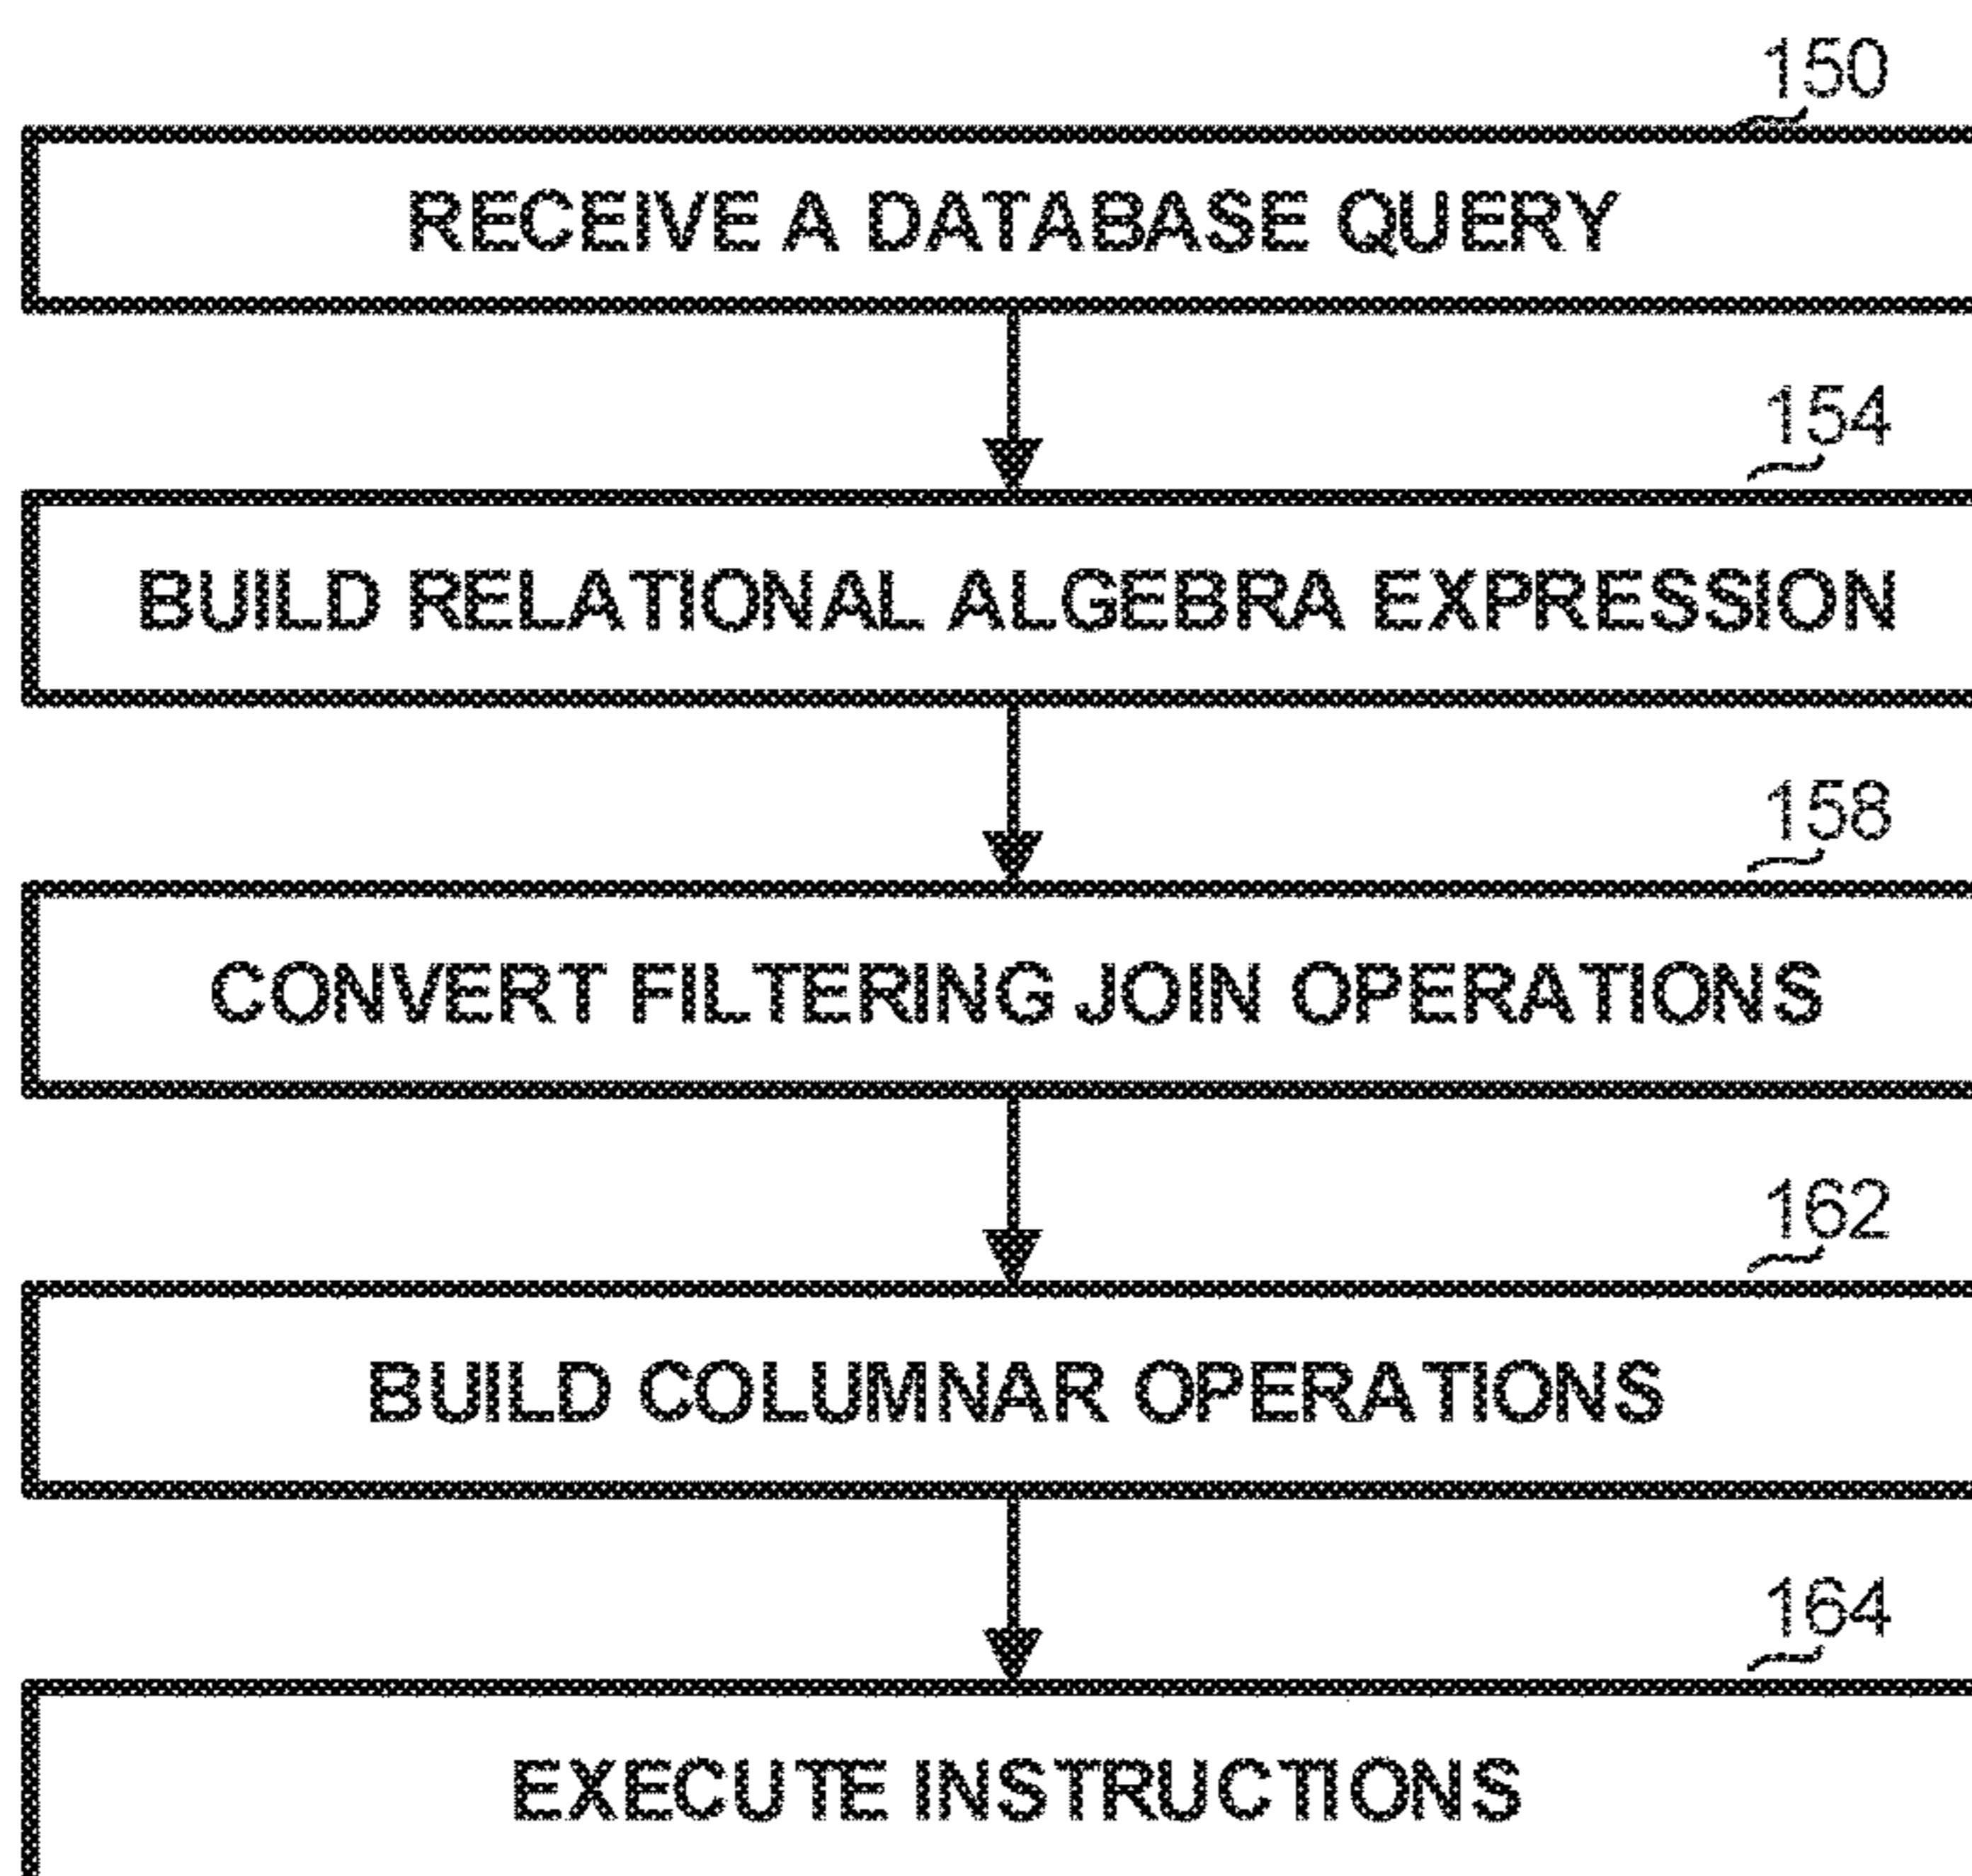 150
RECEIVE A DATABASE QUERY
154
BUILD RELATIONAL ALGEBRA EXPRESSION
158
CONVERT FILTERING JOIN OPERATIONS
162
BUILD COLUMNAR OPERATIONS
164
EXECUTE INSTRUCTIONS